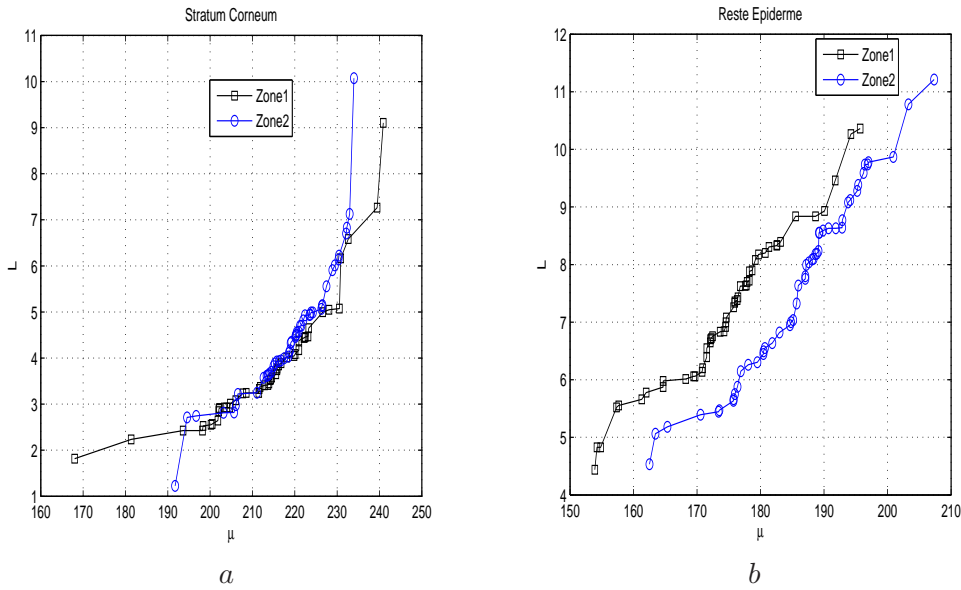 Stratum Corneum
11
10
9
8
7
6
5
4
3
2
1
L
Zone1
Zone2
160 170 180 190 200 210 220 230 240 250
μ
a
Reste Epiderme
12
11
10
9
8
7
6
5
4
L
Zone1
Zone2
150 160 170 180 190 200 210
μ
b